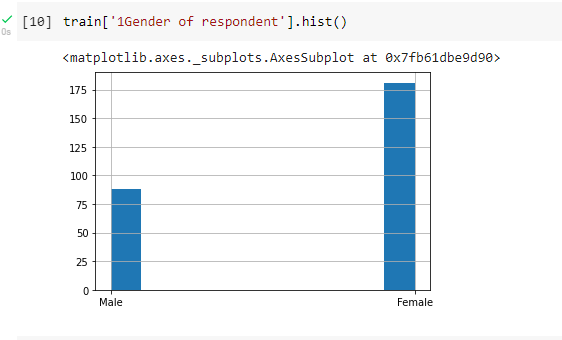 [10] train['1Gender of respondent'].hist()
0s
<matplotlib.axes._subplots.AxesSubplot at 0x7fb61dbe9d90>
175
150
125
100
75
50
25
0
Male Female